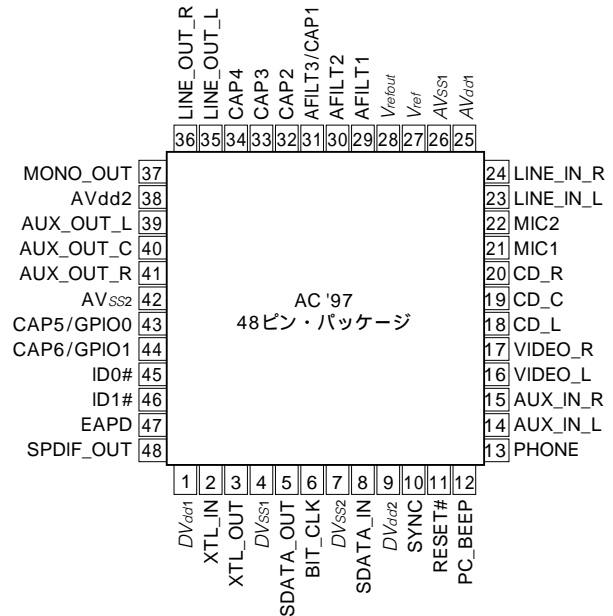 LINE_OUT_R
LINE_OUT_L
CAP4
CAP3
CAP2
AFILT3/CAP1
AFILT2
AFILT1
Vrefout
Vref
AVSS1
AVdd1
36 35 34 33 32 31 30 29 28 27 26 25
MONO_OUT 37
AVdd2 38
AUX_OUT_L 39
AUX_OUT_C 40
AUX_OUT_R 41
AVSS2 42
CAP5/GPIO0 43
CAP6/GPIO1 44
ID0# 45
ID1# 46
EAPD 47
SPDIF_OUT 48
AC '97
48ピン・パッケージ
24 LINE_IN_R
23 LINE_IN_L
22 MIC2
21 MIC1
20 CD_R
19 CD_C
18 CD_L
17 VIDEO_R
16 VIDEO_L
15 AUX_IN_R
14 AUX_IN_L
13 PHONE
1 2 3 4 5 6 7 8 9 10 11 12
DVdd1
XTL_IN
XTL_OUT
DVSS1
SDATA_OUT
BIT_CLK
DVSS2
SDATA_IN
DVdd2
SYNC
RESET#
PC_BEEP